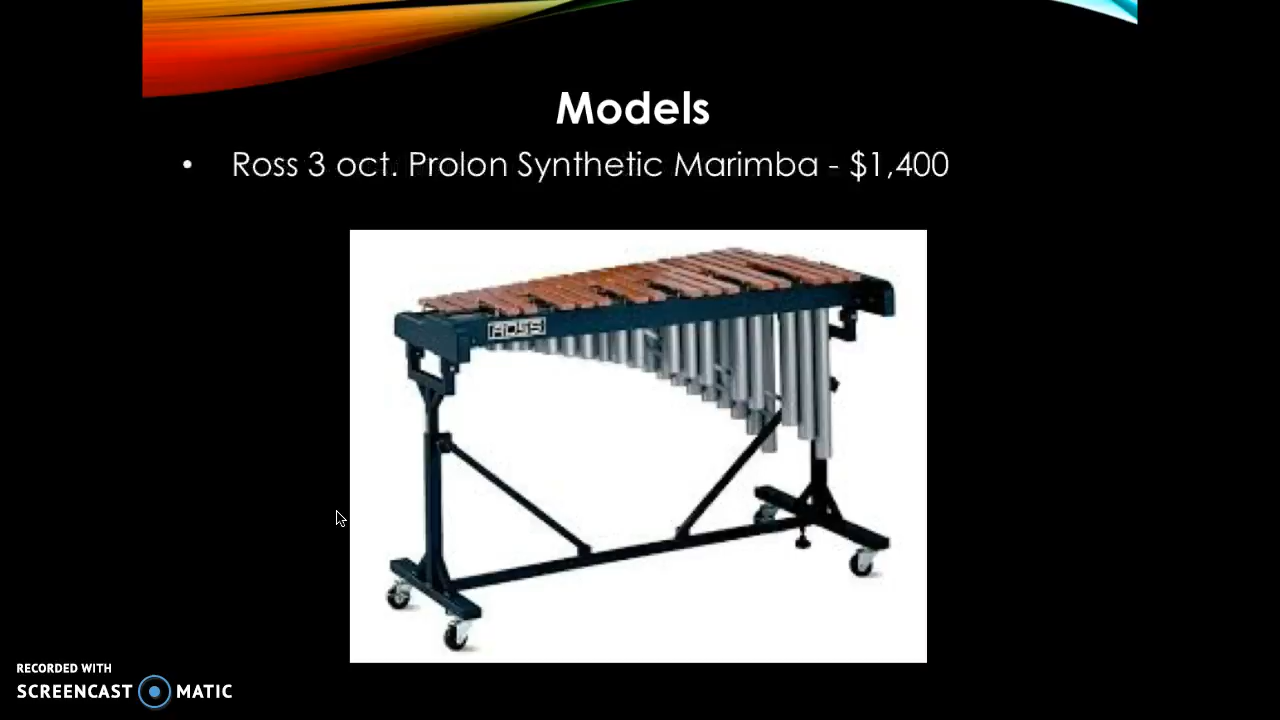 Models
• Ross 3 oct. Prolon Synthetic Marimba - $1,400
ROSS
RECORDED WITH
SCREENCAST MATIC